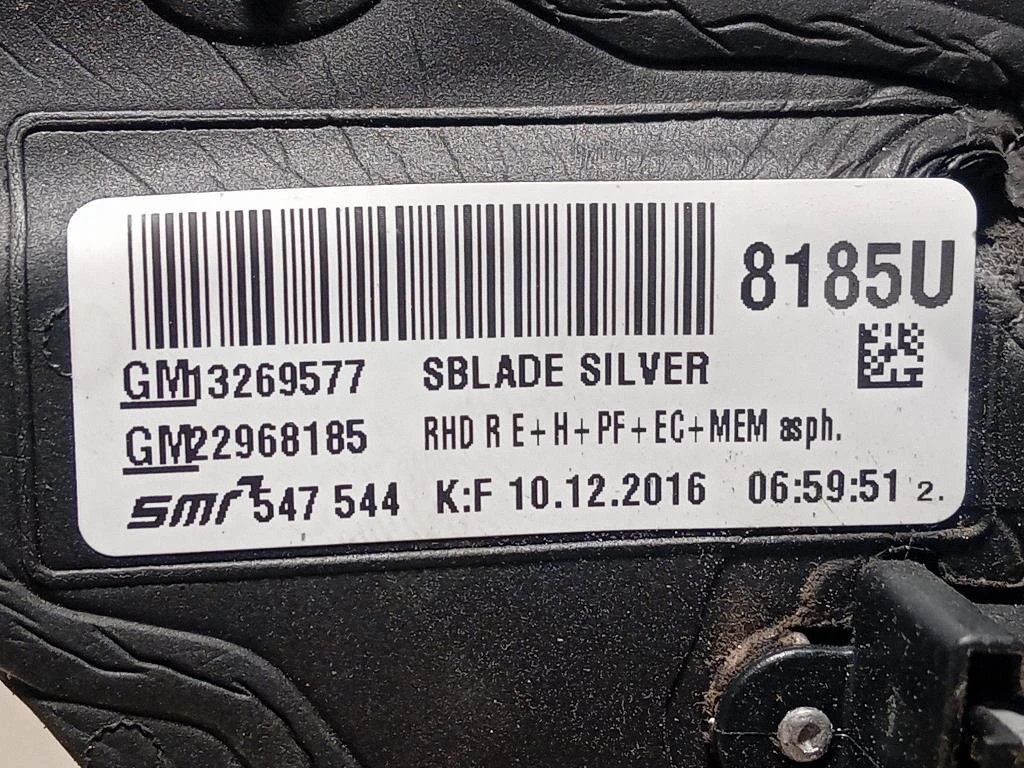 8185U
GM13269577 SBLADE SILVER
GM22968185 RHD R E+H+PF+EC+MEM asph.
smr 547 544 K:F 10.12.2016 06:59:51 2.